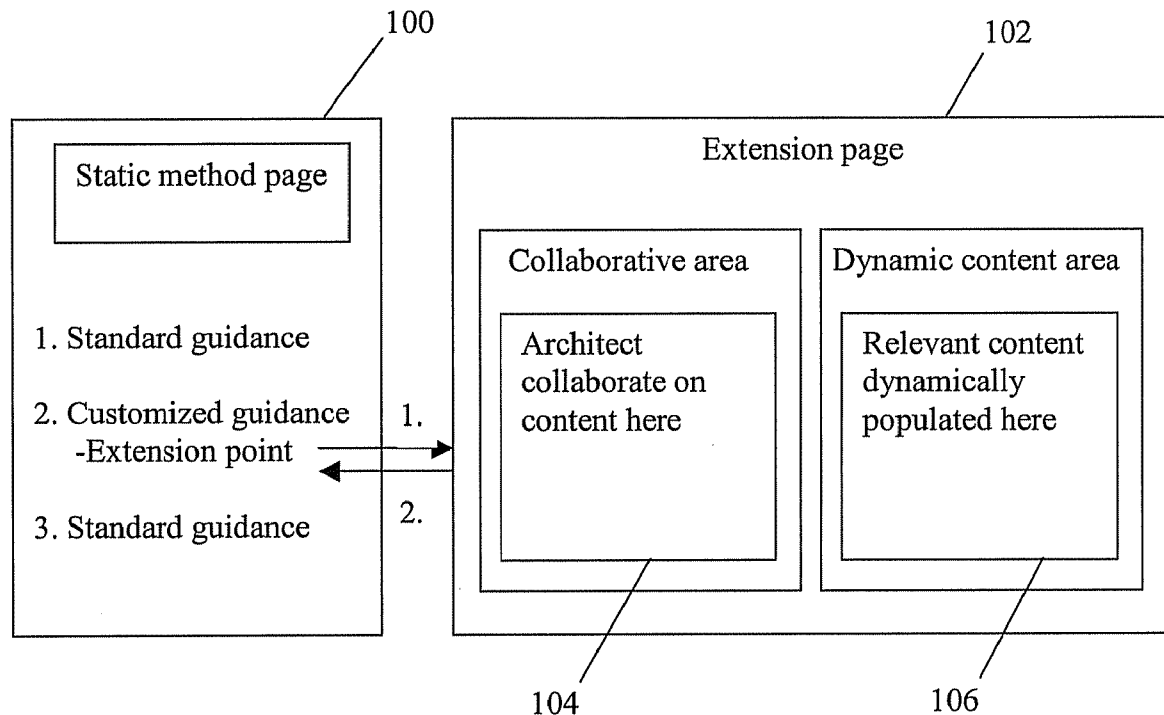 100
102
Static method page
1. Standard guidance
2. Customized guidance
-Extension point
3. Standard guidance
1.
2.
Extension page
Collaborative area
Architect
collaborate on
content here
Dynamic content area
Relevant content
dynamically
populated here
104
106